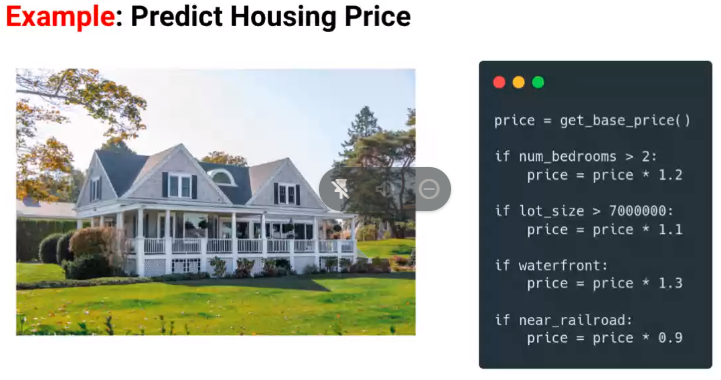 Example: Predict Housing Price
price = get_base_price()
if num_bedrooms > 2:
    price = price * 1.2
if lot_size > 7000000:
    price = price * 1.1
if waterfront:
    price = price * 1.3
if near_railroad:
    price = price * 0.9